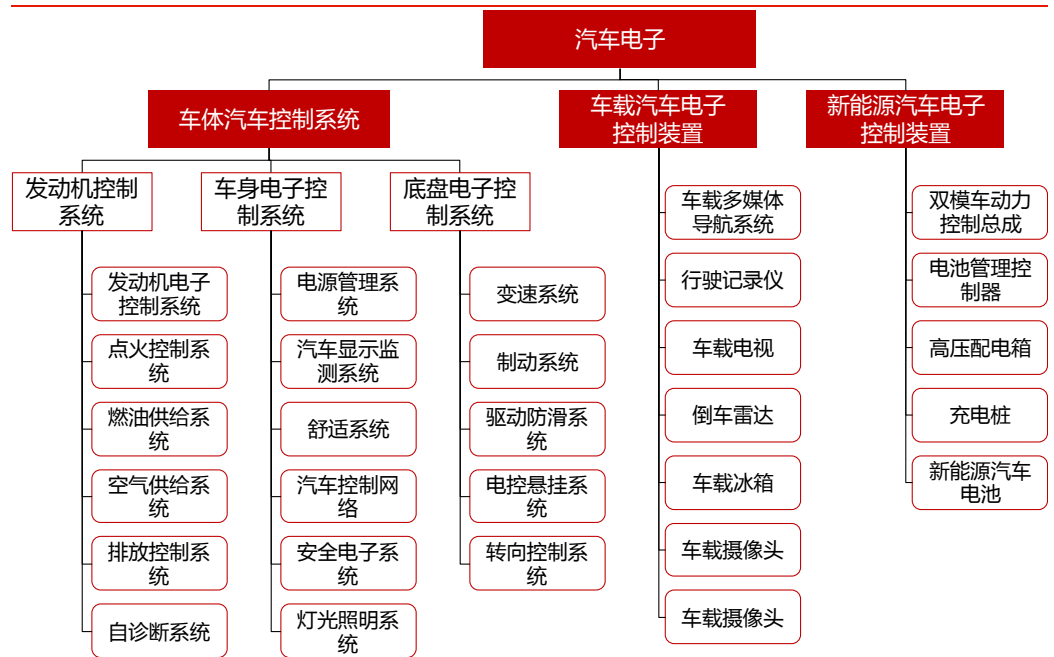 汽车电子
车体汽车控制系统
车载汽车电子
控制装置
新能源汽车电子
控制装置
发动机控制
系统
车身电子控
制系统
底盘电子控
制系统
发动机电子
控制系统
点火控制系
统
燃油供给系
统
空气供给系
统
排放控制系
统
自诊断系统
电源管理系
统
汽车显示监
测系统
舒适系统
汽车控制网
络
安全电子系
统
灯光照明系
统
变速系统
制动系统
驱动防滑系
统
电控悬挂系
统
转向控制系
统
车载多媒体
导航系统
行驶记录仪
车载电视
倒车雷达
车载冰箱
车载摄像头
车载摄像头
双模车动力
控制总成
电池管理控
制器
高压配电箱
充电桩
新能源汽车
电池